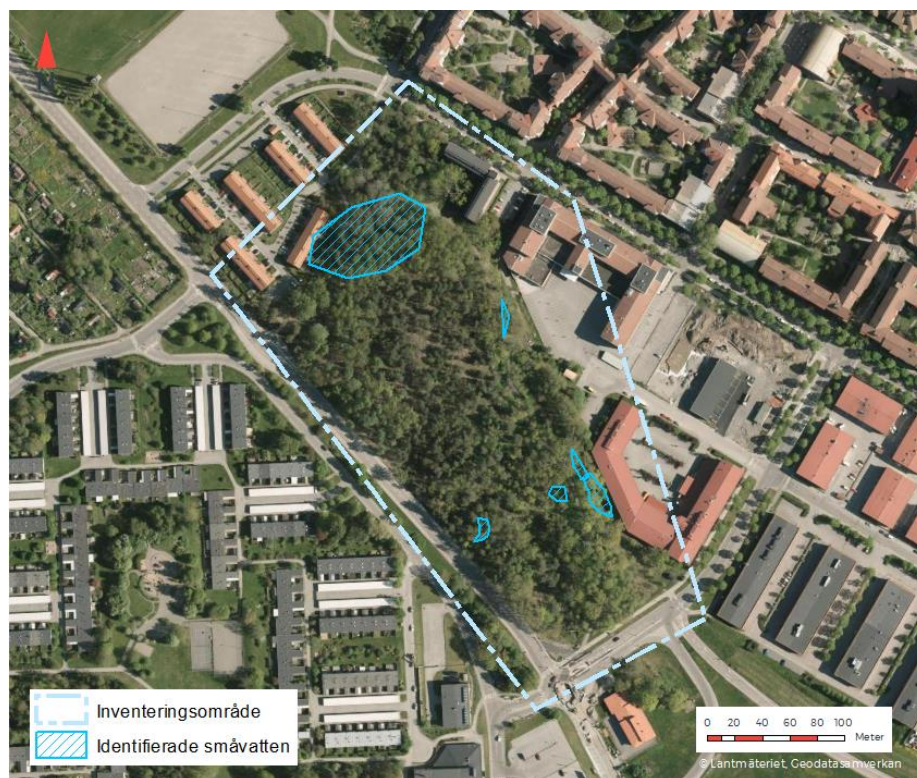 Inventeringsområde
Identifierade småvatten
0 20 40 60 80 100
Meter
© Lantmäteriet, Geodatasamverkan